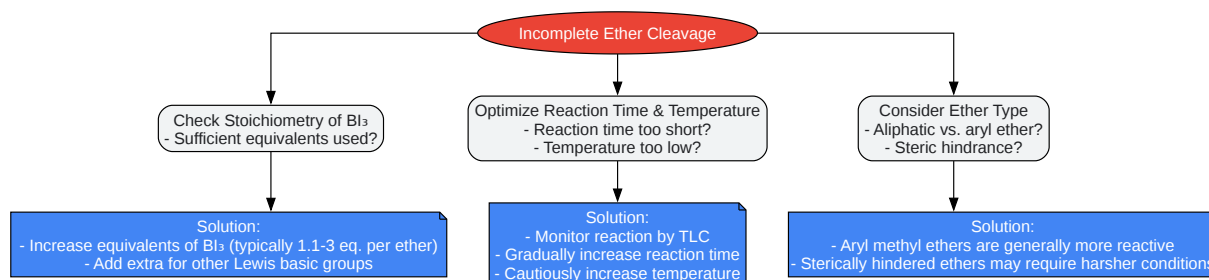 Incomplete Ether Cleavage
Check Stoichiometry of BI₃
- Sufficient equivalents used?
Optimize Reaction Time & Temperature
- Reaction time too short?
- Temperature too low?
Consider Ether Type
- Aliphatic vs. aryl ether?
- Steric hindrance?
Solution:
- Increase equivalents of BI₃ (typically 1.1-3 eq. per ether)
- Add extra for other Lewis basic groups
Solution:
- Monitor reaction by TLC
- Gradually increase reaction time
- Cautiously increase temperature
Solution:
- Aryl methyl ethers are generally more reactive
- Sterically hindered ethers may require harsher conditions